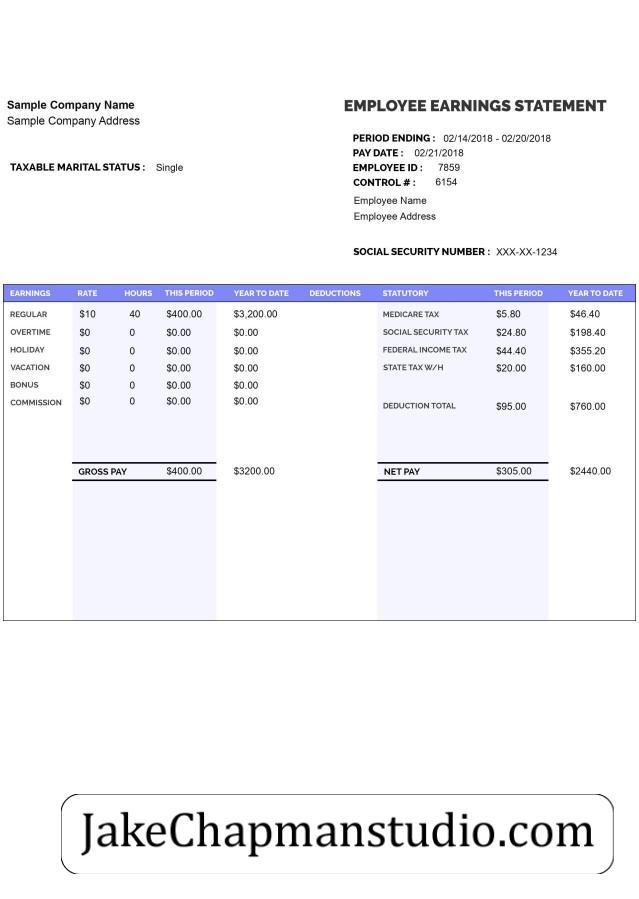 Sample Company Name
Sample Company Address
EMPLOYEE EARNINGS STATEMENT
PERIOD ENDING : 02/14/2018 - 02/20/2018
PAY DATE : 02/21/2018
TAXABLE MARITAL STATUS : Single
EMPLOYEE ID : 7859
CONTROL # : 6154
Employee Name
Employee Address
SOCIAL SECURITY NUMBER : XXX-XX-1234
EARNINGS RATE HOURS THIS PERIOD YEAR TO DATE DEDUCTIONS STATUTORY THIS PERIOD YEAR TO DATE
REGULAR $10 40 $400.00 $3,200.00 MEDICARE TAX $5.80 $46.40
OVERTIME $0 0 $0.00 $0.00 SOCIAL SECURITY TAX $24.80 $198.40
HOLIDAY $0 0 $0.00 $0.00 FEDERAL INCOME TAX $44.40 $355.20
VACATION $0 0 $0.00 $0.00 STATE TAX W/H $20.00 $160.00
BONUS $0 0 $0.00 $0.00
COMMISSION $0 0 $0.00 $0.00 DEDUCTION TOTAL $95.00 $760.00
GROSS PAY $400.00 $3200.00 NET PAY $305.00 $2440.00
JakeChapmanstudio.com